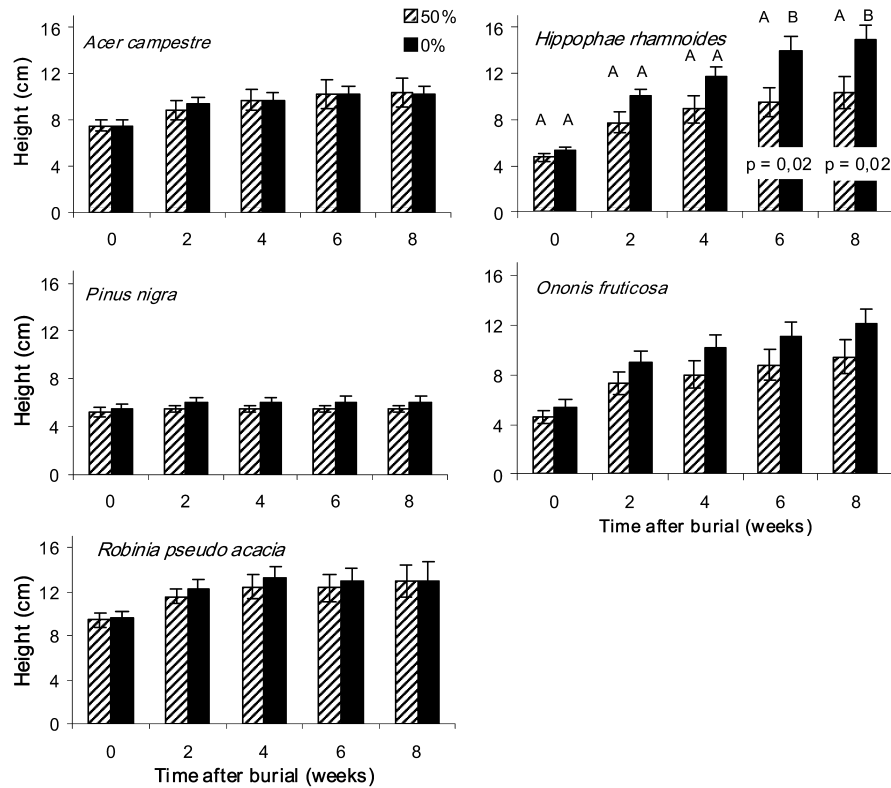 Acer campestre
50%
0%
Height (cm)
16
12
8
4
0
0 2 4 6 8
Hippophae rhamnoides
16
12
8
4
0
A A
A A
A A
A B
A B
p = 0,02 p = 0,02
0 2 4 6 8
Pinus nigra
Height (cm)
16
12
8
4
0
0 2 4 6 8
Ononis fruticosa
16
12
8
4
0
0 2 4 6 8
Time after burial (weeks)
Robinia pseudo acacia
Height (cm)
16
12
8
4
0
0 2 4 6 8
Time after burial (weeks)